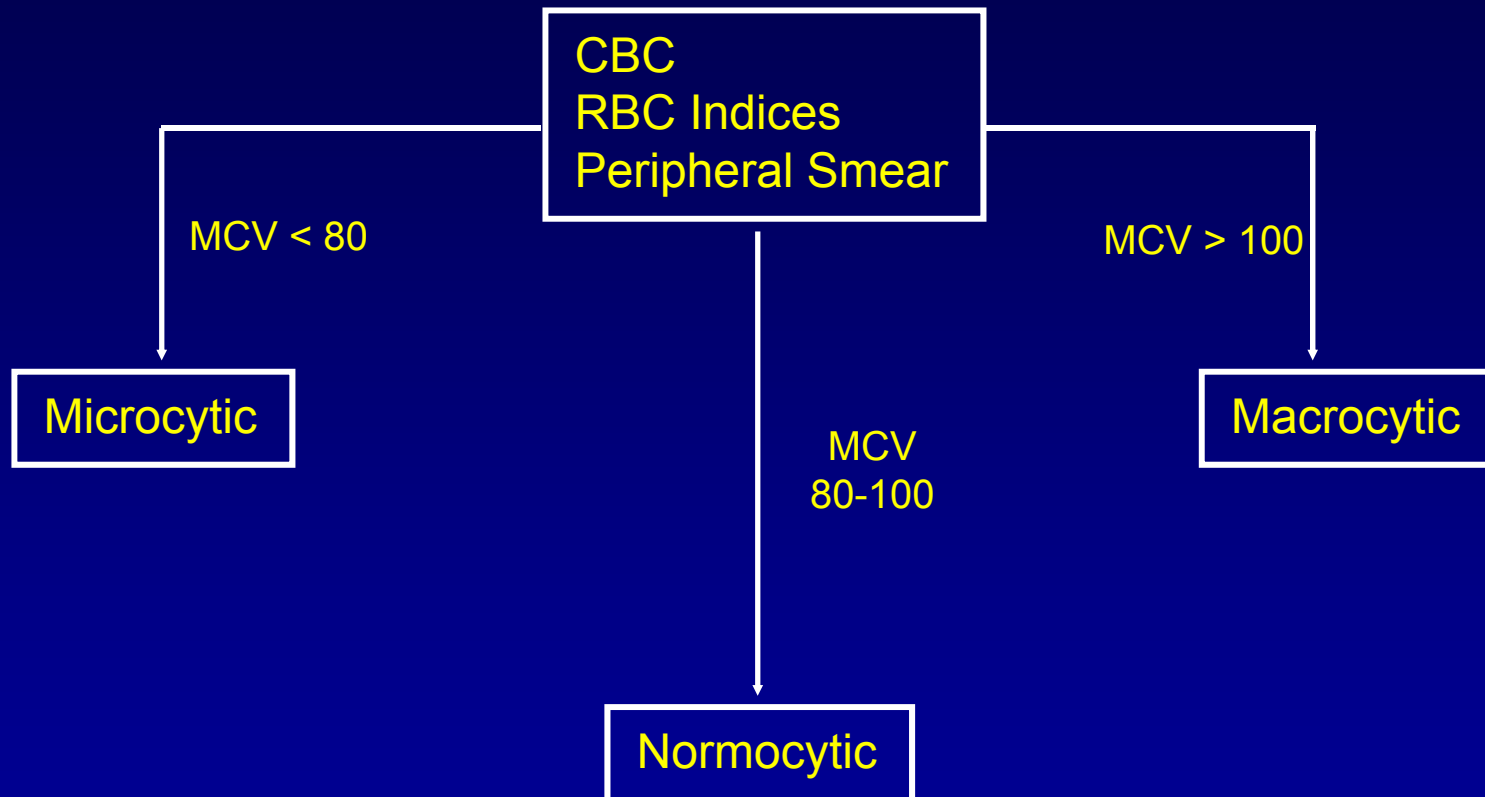 CBC
RBC Indices
Peripheral Smear
MCV < 80
MCV > 100
Microcytic
Macrocytic
MCV
80-100
Normocytic